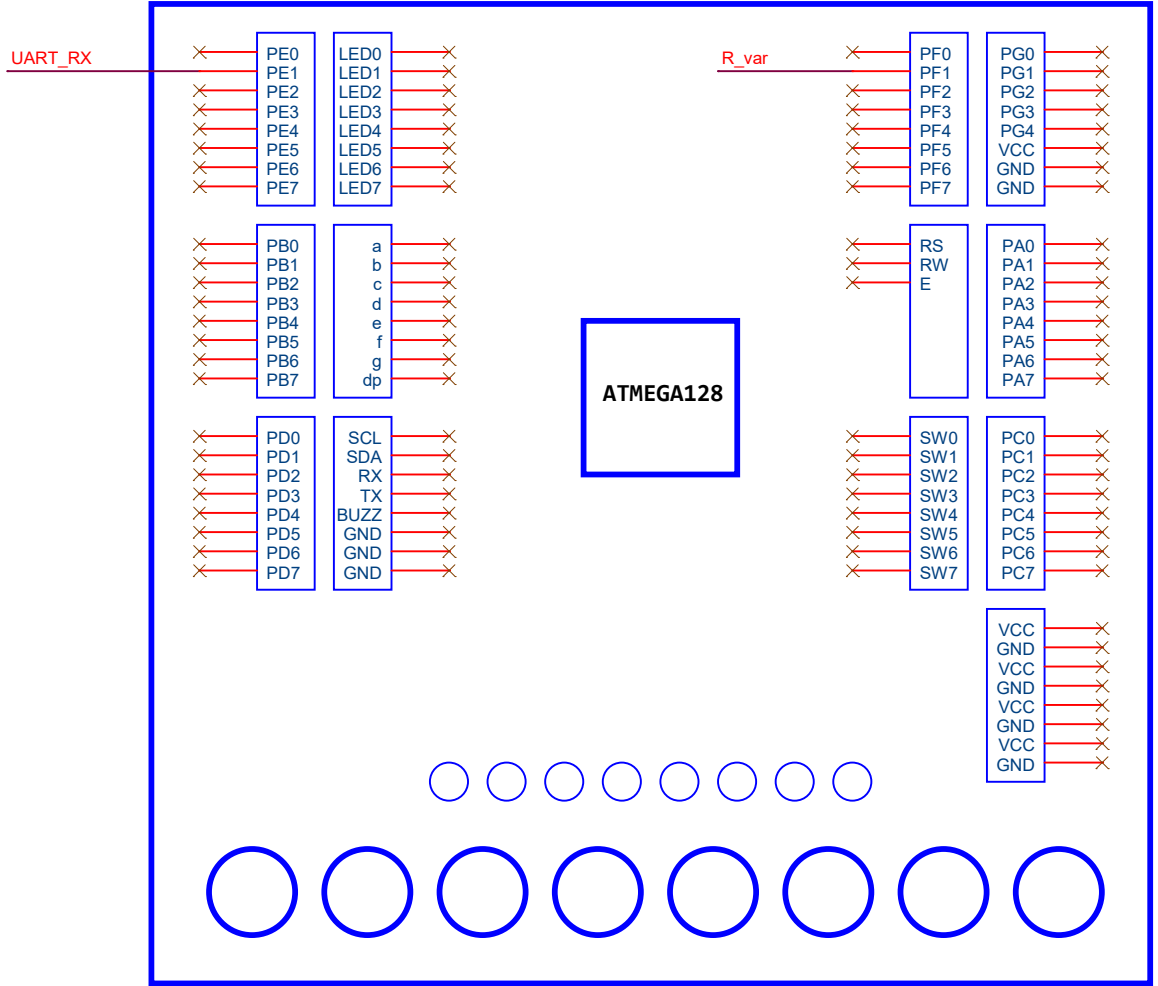 UART_RX
R_var
PE0 LED0
PE1 LED1
PE2 LED2
PE3 LED3
PE4 LED4
PE5 LED5
PE6 LED6
PE7 LED7
PF0 PG0
PF1 PG1
PF2 PG2
PF3 PG3
PF4 PG4
PF5 VCC
PF6 GND
PF7 GND
PB0 a
PB1 b
PB2 c
PB3 d
PB4 e
PB5 f
PB6 g
PB7 dp
RS PA0
RW PA1
E PA2
PA3
PA4
PA5
PA6
PA7
ATMEGA128
PD0 SCL
PD1 SDA
PD2 RX
PD3 TX
PD4 BUZZ
PD5 GND
PD6 GND
PD7 GND
SW0 PC0
SW1 PC1
SW2 PC2
SW3 PC3
SW4 PC4
SW5 PC5
SW6 PC6
SW7 PC7
VCC
GND
VCC
GND
VCC
GND
VCC
GND